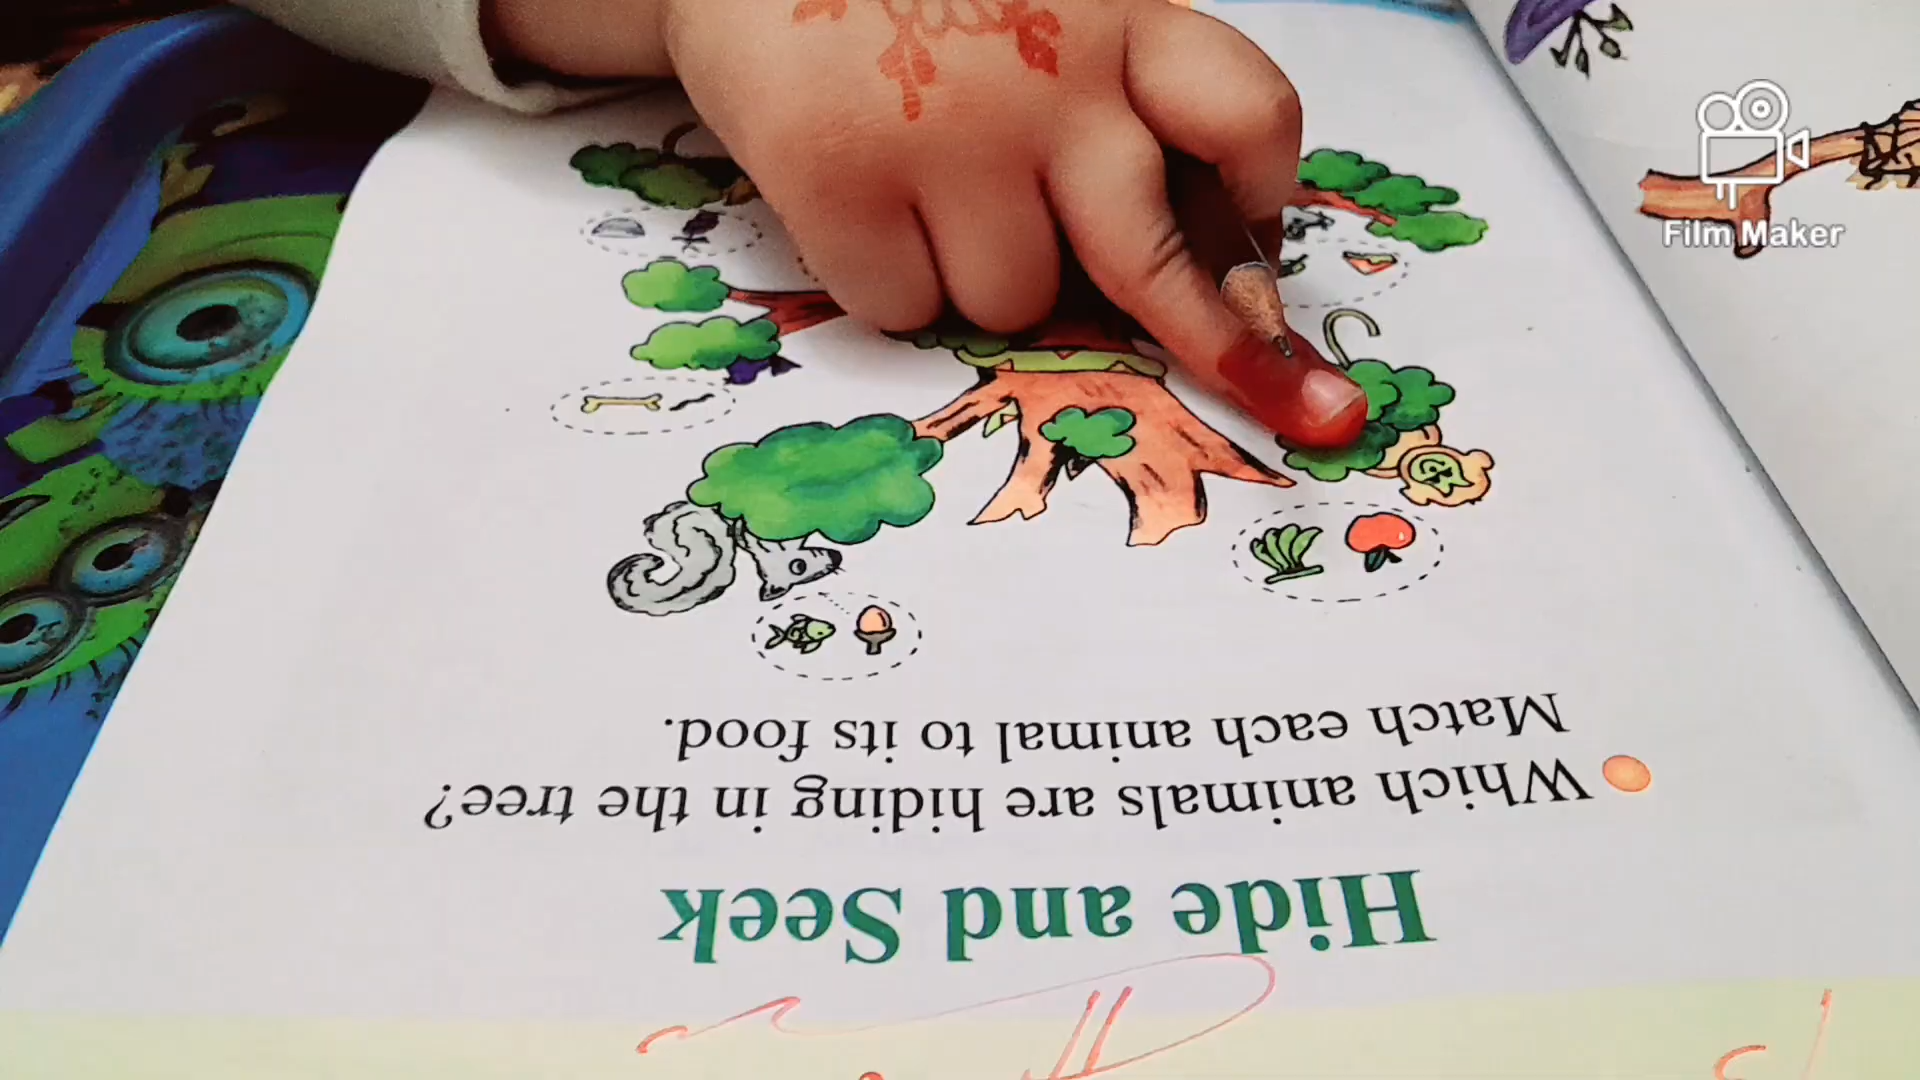 Hide and Seek
Which animals are hiding in the tree?
Match each animal to its food.
Film Maker